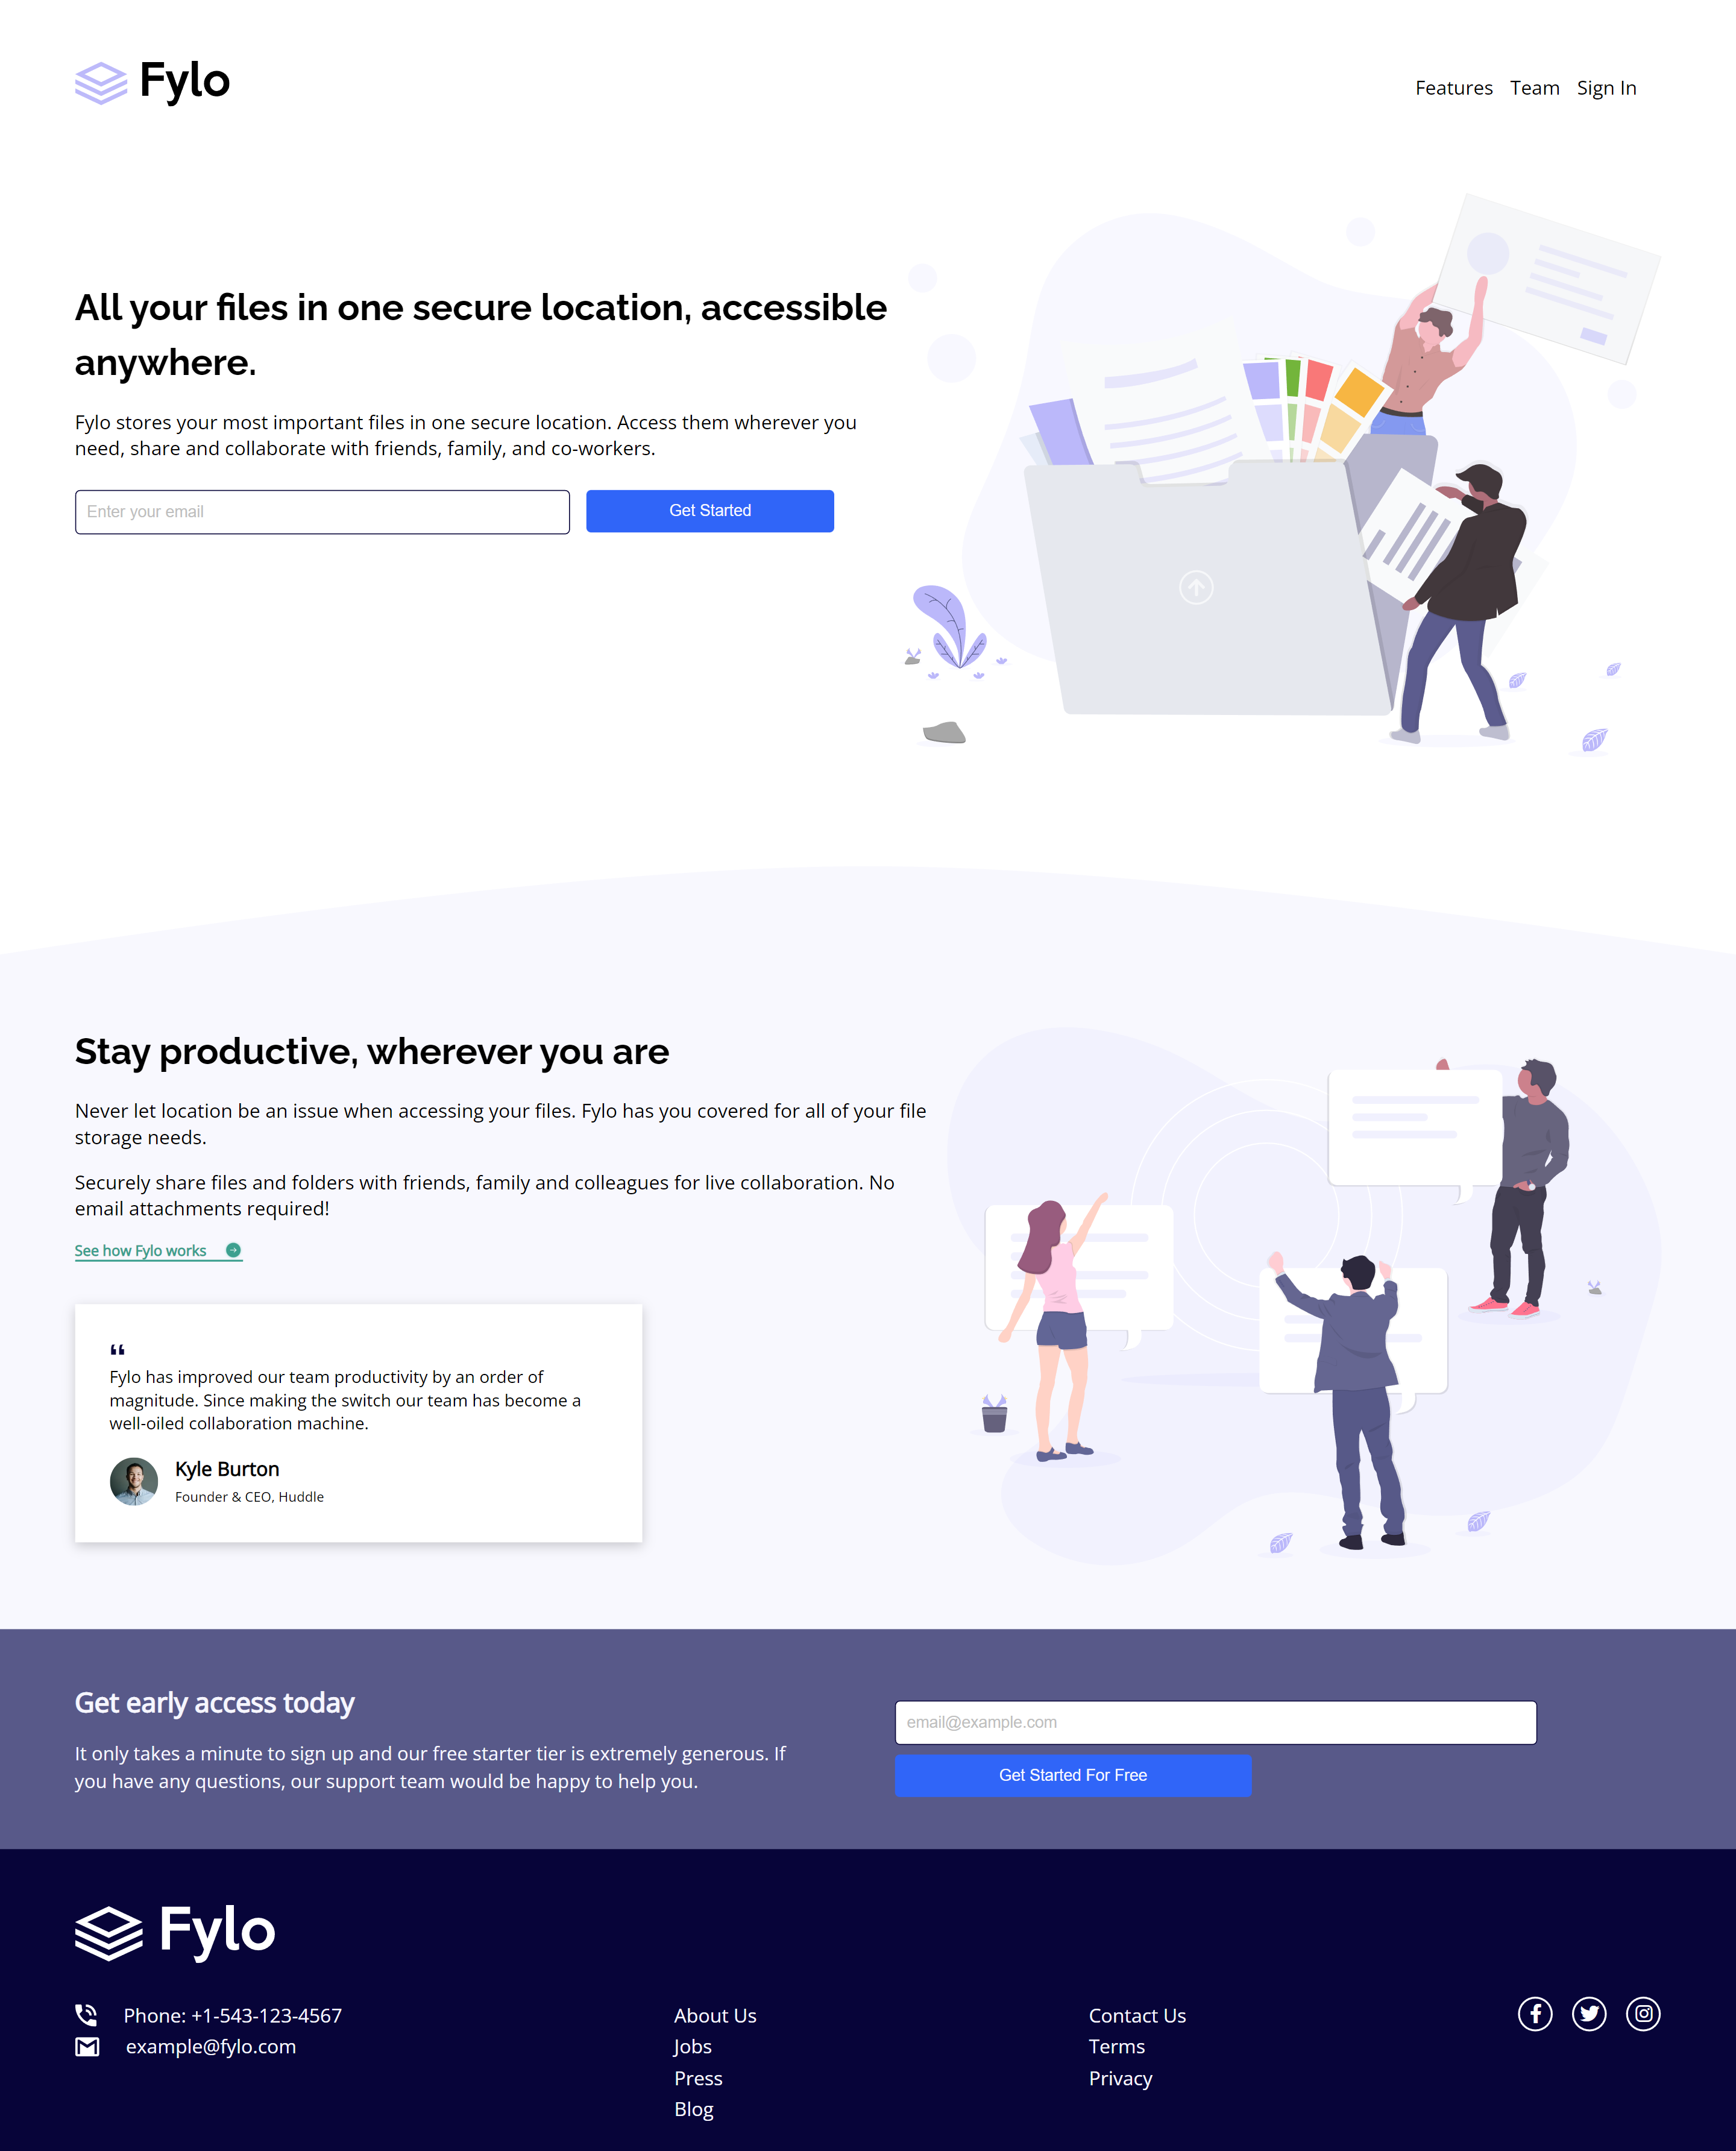 Fylo
Features Team Sign In
All your files in one secure location, accessible
anywhere.
Fylo stores your most important files in one secure location. Access them wherever you
need, share and collaborate with friends, family, and co-workers.
Enter your email
Get Started
Stay productive, wherever you are
Never let location be an issue when accessing your files. Fylo has you covered for all of your file
storage needs.
Securely share files and folders with friends, family and colleagues for live collaboration. No
email attachments required!
See how Fylo works
“
Fylo has improved our team productivity by an order of
magnitude. Since making the switch our team has become a
well-oiled collaboration machine.
Kyle Burton
Founder & CEO, Huddle
Get early access today
It only takes a minute to sign up and our free starter tier is extremely generous. If
you have any questions, our support team would be happy to help you.
email@example.com
Get Started For Free
Fylo
Phone: +1-543-123-4567
example@fylo.com
About Us
Jobs
Press
Blog
Contact Us
Terms
Privacy